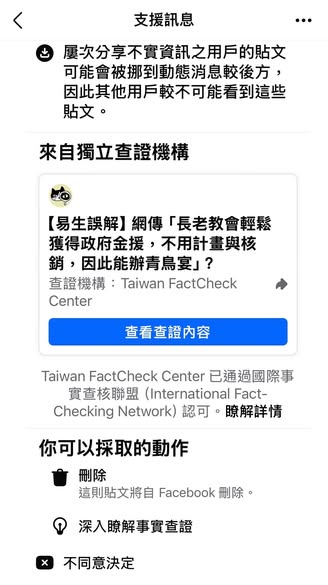 支援訊息
屢次分享不實資訊之用戶的貼文
可能會被挪到動態消息較後方，
因此其他用戶較不可能看到這些
貼文。
來自獨立查證機構
【易生誤解】網傳「長老教會輕鬆
獲得政府金援，不用計畫與核
銷，因此能辦青鳥宴」？
查證機構：Taiwan FactCheck
Center
查看查證內容
Taiwan FactCheck Center 已通過國際事
實查核聯盟（International Fact-
Checking Network）認可。瞭解詳情
你可以採取的動作
刪除
這則貼文將自 Facebook 刪除。
深入瞭解事實查證
不同意決定